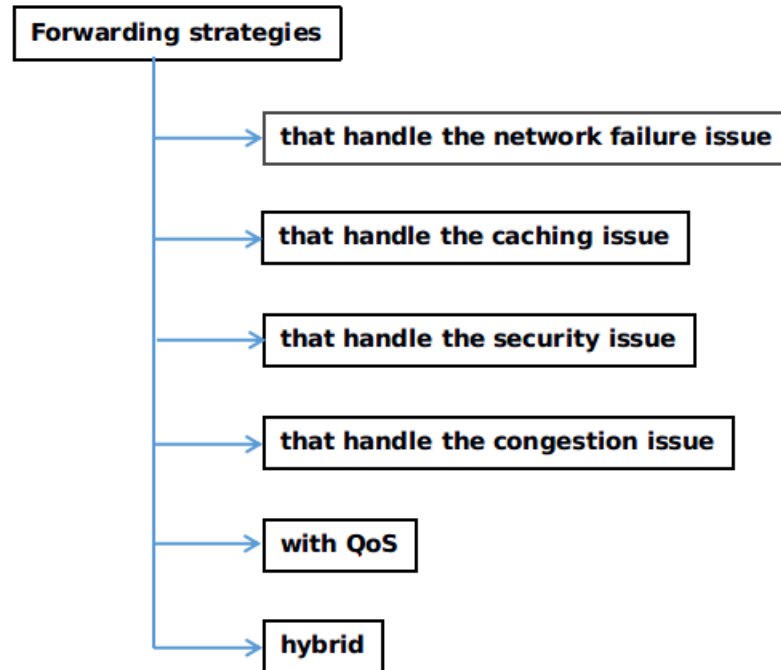 Forwarding strategies
that handle the network failure issue
that handle the caching issue
that handle the security issue
that handle the congestion issue
with QoS
hybrid